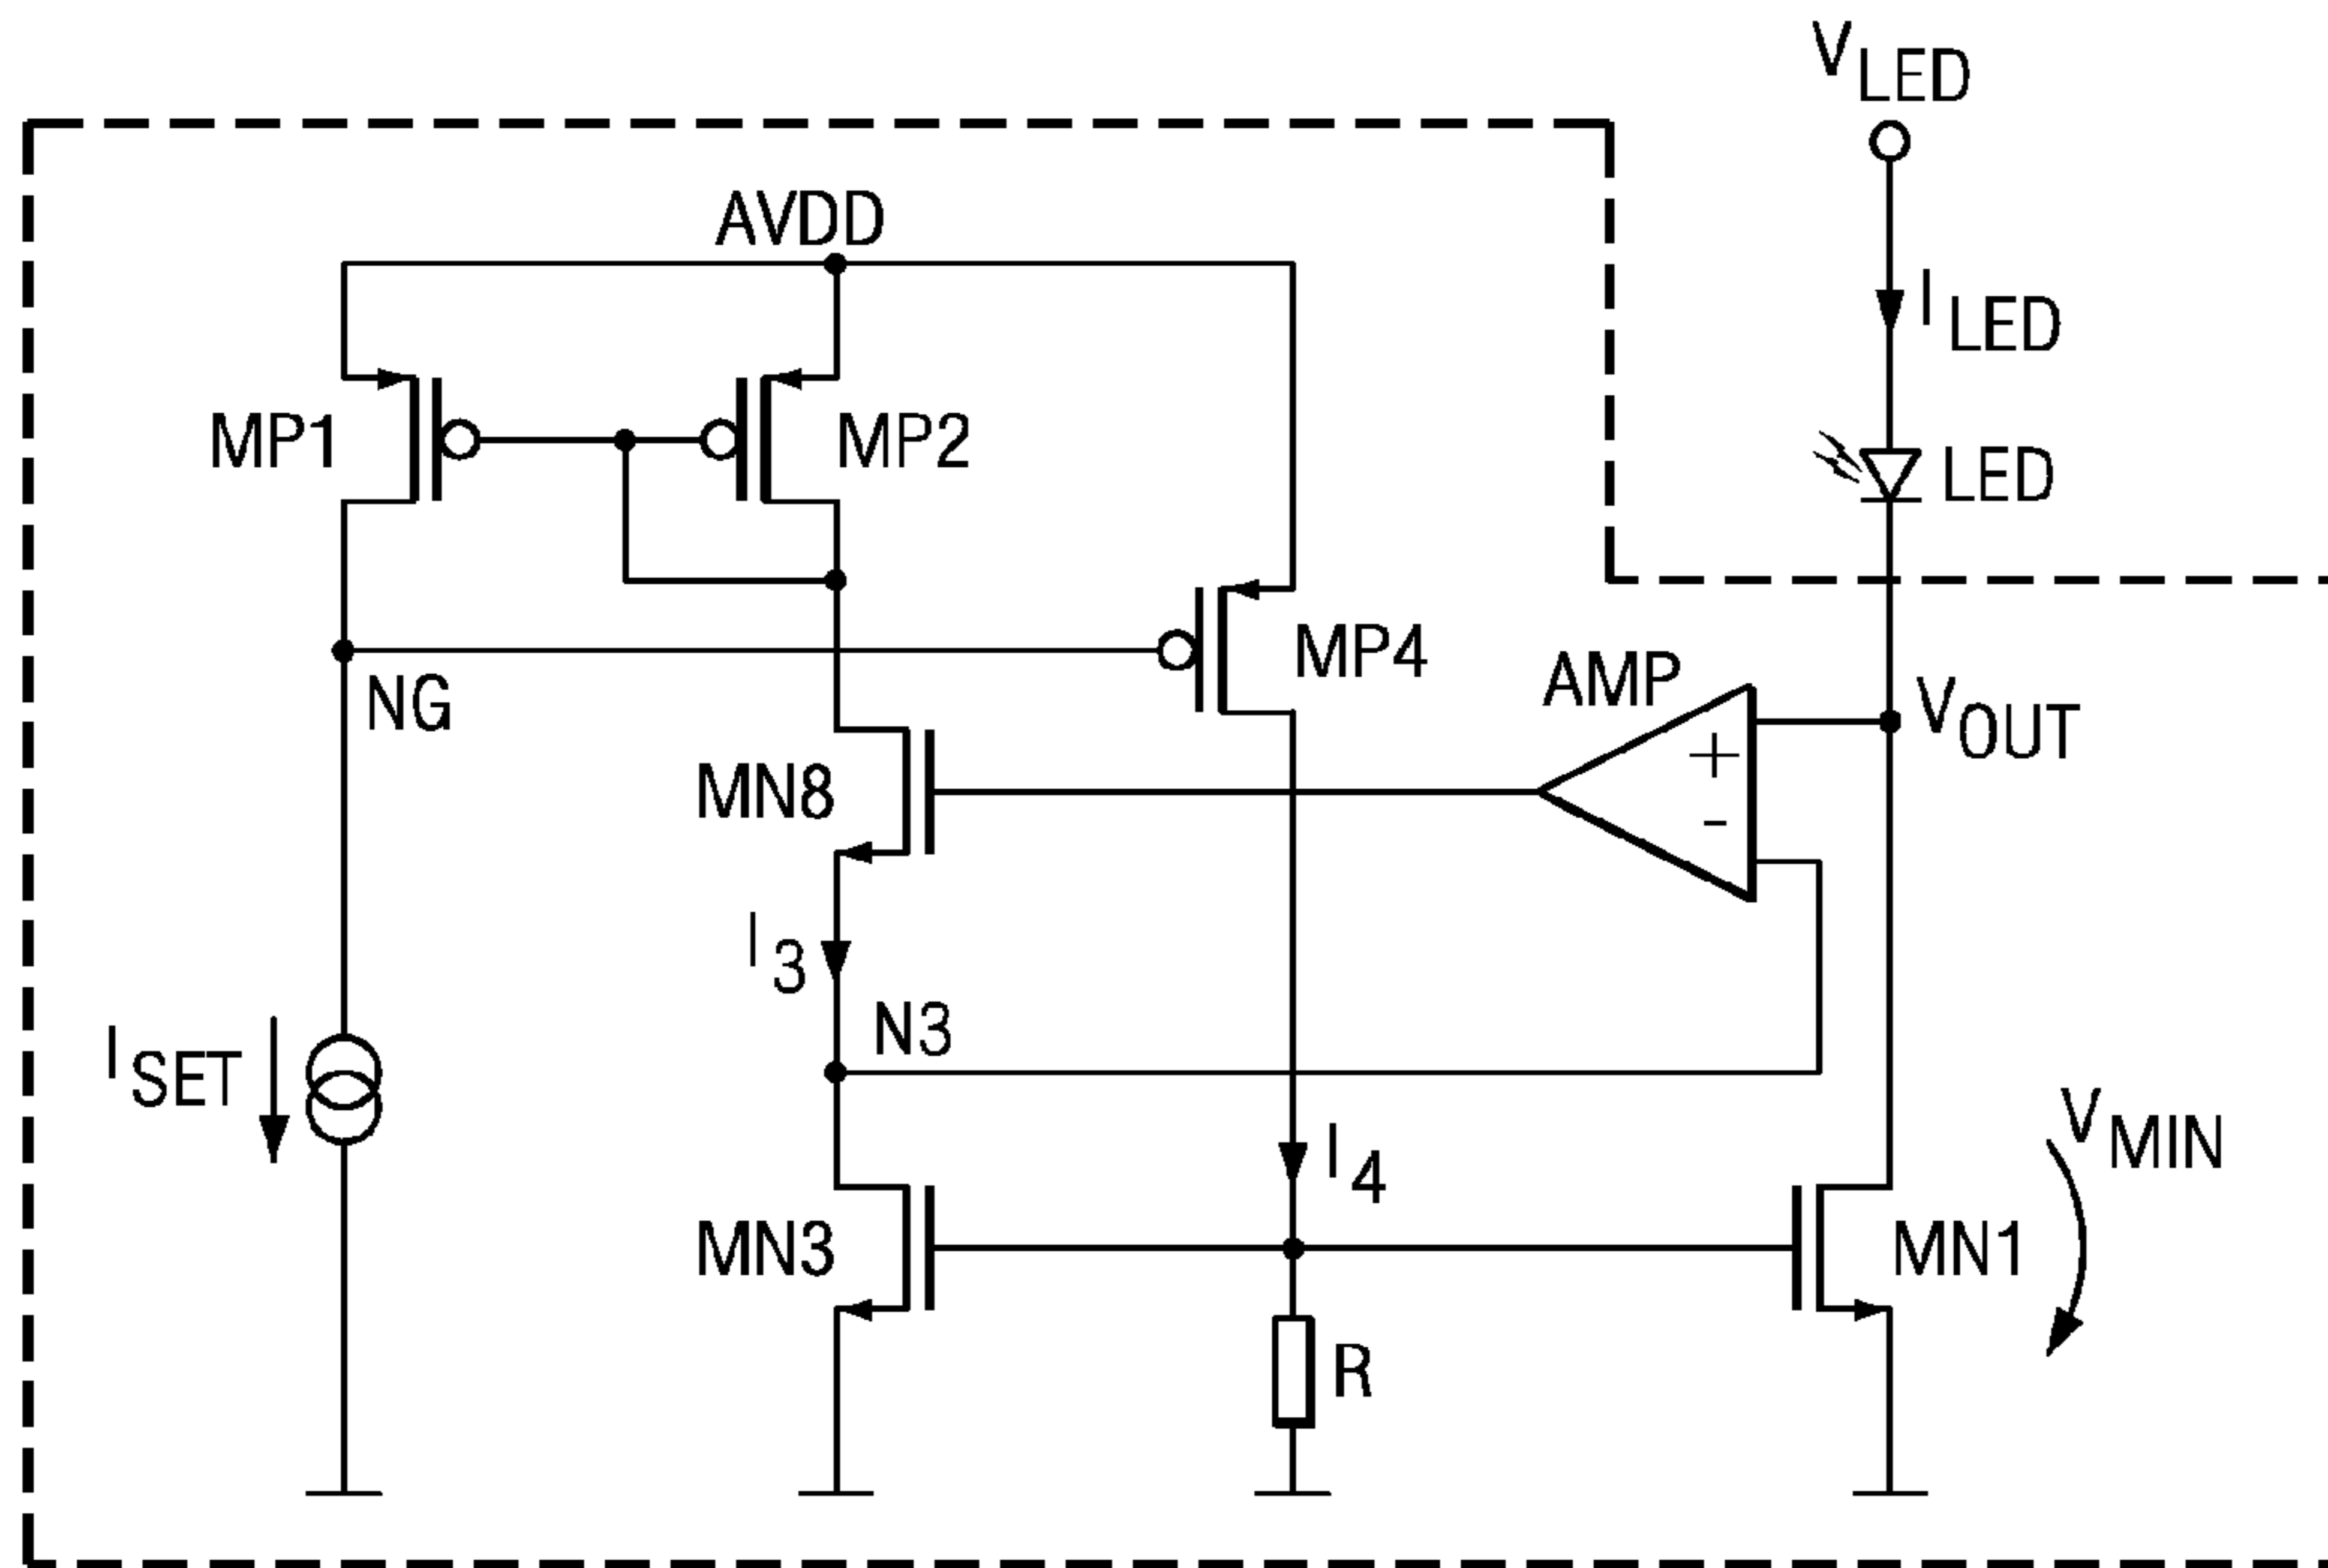 VLED
AVDD
ILED
MP1
MP2
LED
MP4
AMP
NG
VOUT
+
MN8
-
I3
N3
ISET
I4
VMIN
MN3
MN1
R